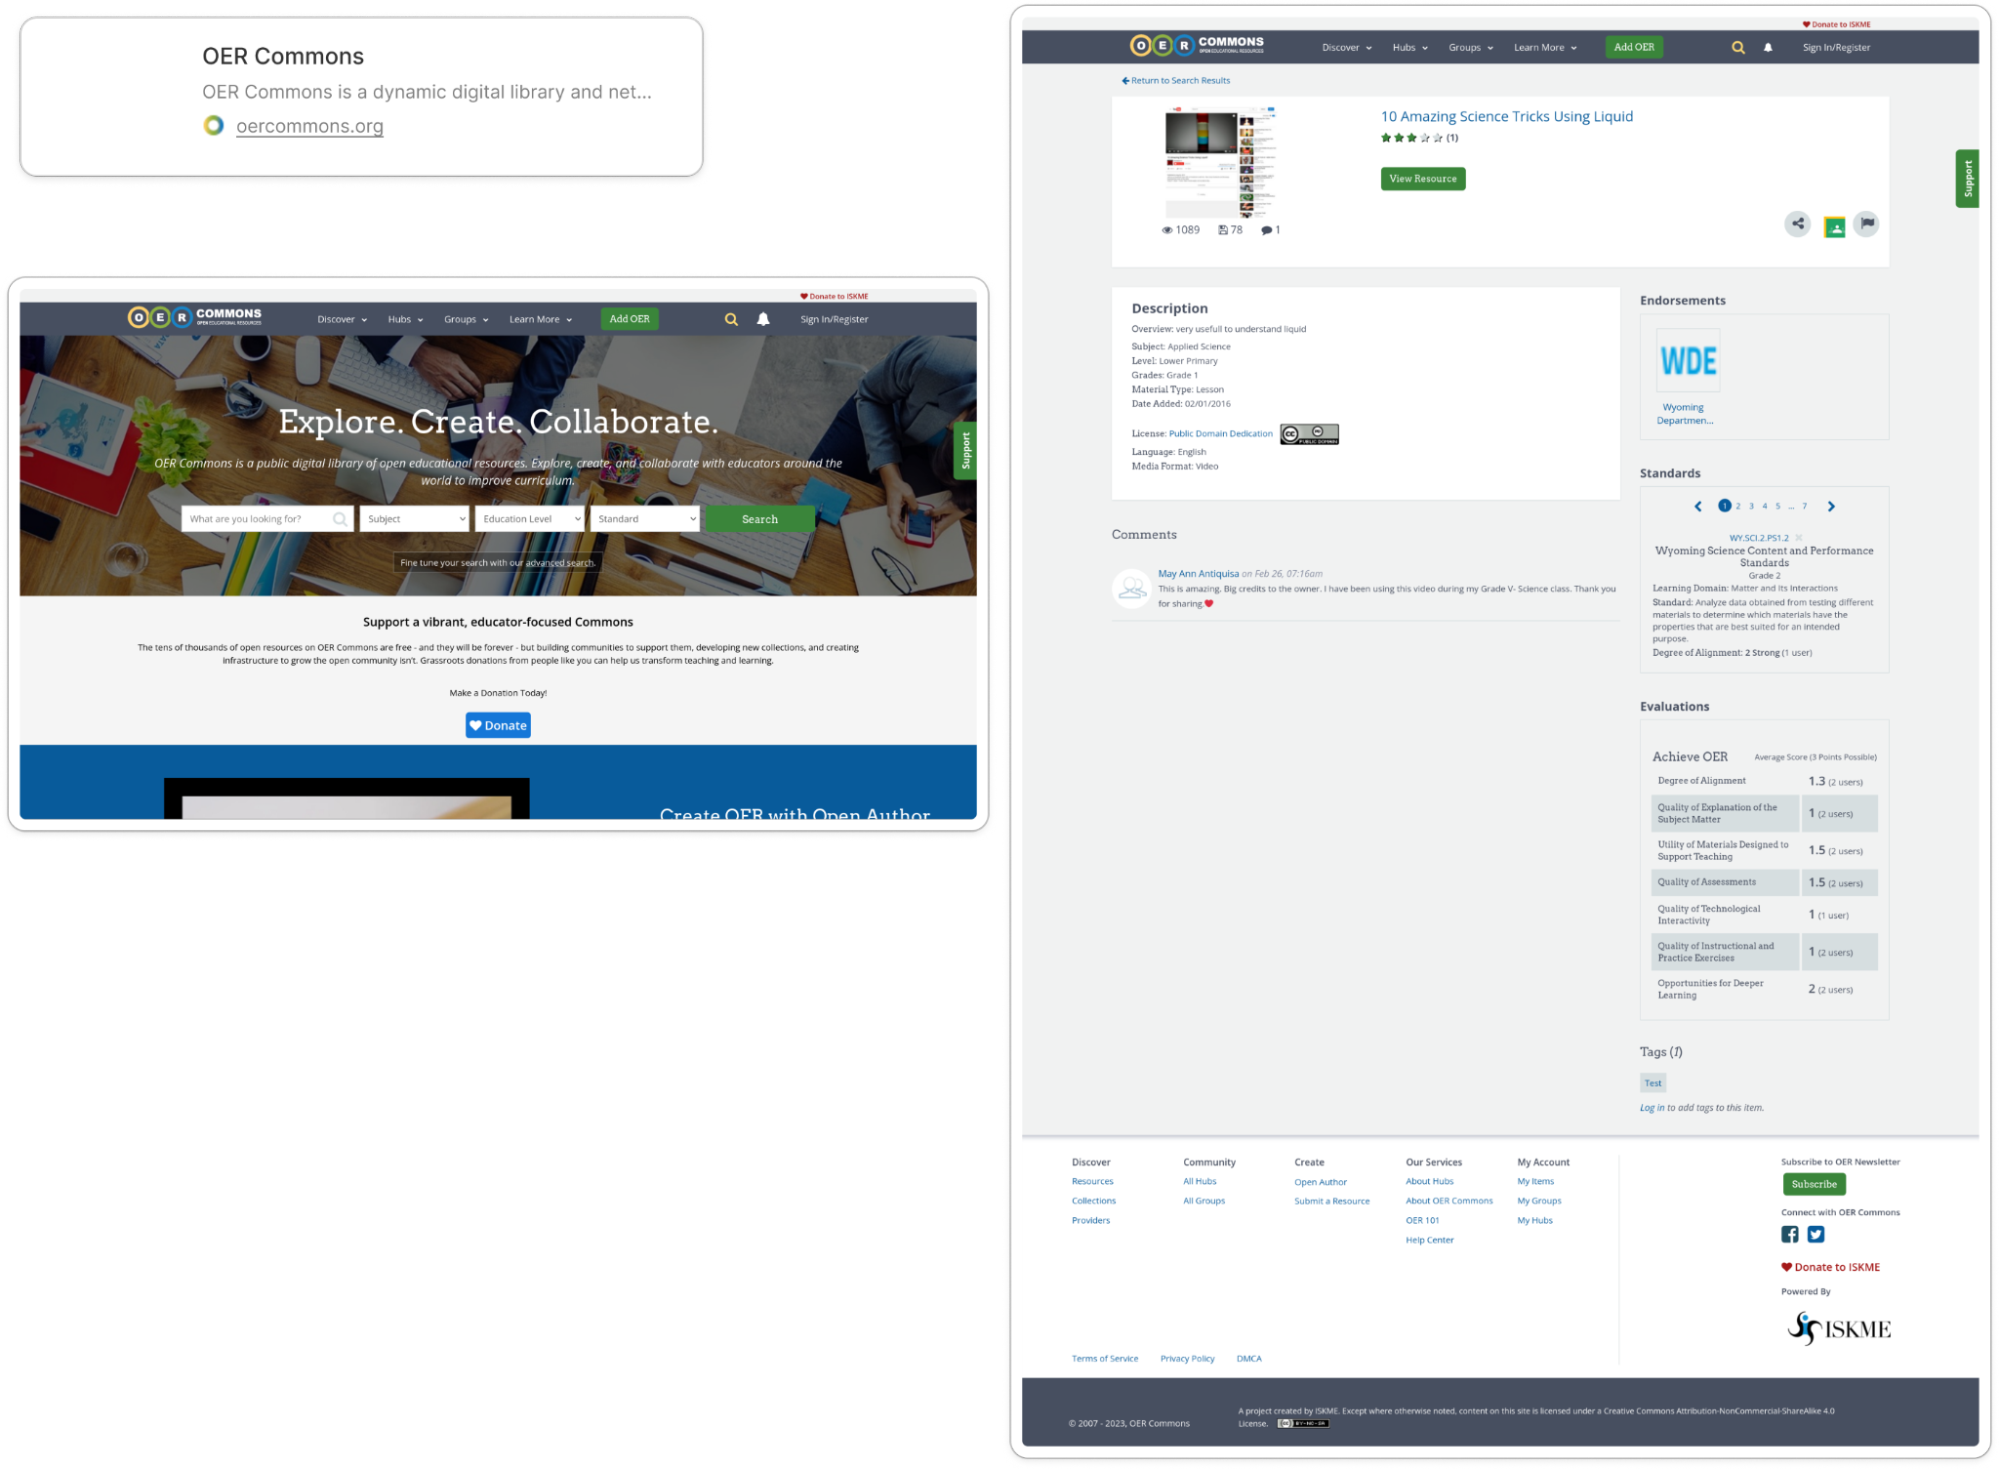 OER Commons
OER Commons is a dynamic digital library and net...
oercommons.org
Donate to ISKME
OER COMMONS
OPEN EDUCATIONAL RESOURCES
Discover
Hubs
Groups
Learn More
Add OER
Sign In/Register
Explore. Create. Collaborate.
OER Commons is a public digital library of open educational resources. Explore, create, and collaborate with educators around the
world to improve curriculum.
What are you looking for?
Subject
Education Level
Standard
Search
Fine tune your search with our advanced search.
Support
Support a vibrant, educator-focused Commons
The tens of thousands of open resources on OER Commons are free - and they will be forever - but building communities to support them, developing new collections, and creating
infrastructure to grow the open community isn't. Grassroots donations from people like you can help us transform teaching and learning.
Make a Donation Today!
Donate
Create OER with Open Author
Donate to ISKME
OER COMMONS
OPEN EDUCATIONAL RESOURCES
Discover
Hubs
Groups
Learn More
Add OER
Sign In/Register
Return to Search Results
10 Amazing Science Tricks Using Liquid
(1)
View Resource
1089
78
1
Support
Description
Overview: very usefull to understand liquid
Subject: Applied Science
Level: Lower Primary
Grades: Grade 1
Material Type: Lesson
Date Added: 02/01/2016
License: Public Domain Dedication
cc PUBLIC DOMAIN
Language: English
Media Format: Video
Comments
May Ann Antiquisa on Feb 26, 07:16am
This is amazing. Big credits to the owner. I have been using this video during my Grade V- Science class. Thank you
for sharing.❤
Endorsements
WDE
Wyoming
Departmen...
Standards
1 2 3 4 5 ... 7
WY.SCI.2.PS1.2
Wyoming Science Content and Performance
Standards
Grade 2
Learning Domain: Matter and Its Interactions
Standard: Analyze data obtained from testing different
materials to determine which materials have the
properties that are best suited for an intended
purpose.
Degree of Alignment: 2 Strong (1 user)
Evaluations
Achieve OER
Average Score (3 Points Possible)
Degree of Alignment 1.3 (2 users)
Quality of Explanation of the
Subject Matter 1 (2 users)
Utility of Materials Designed to
Support Teaching 1.5 (2 users)
Quality of Assessments 1.5 (2 users)
Quality of Technological
Interactivity 1 (1 user)
Quality of Instructional and
Practice Exercises 1 (2 users)
Opportunities for Deeper
Learning 2 (2 users)
Tags (1)
Test
Log in to add tags to this item.
Discover
Resources
Collections
Providers
Community
All Hubs
All Groups
Create
Open Author
Submit a Resource
Our Services
About Hubs
About OER Commons
OER 101
Help Center
My Account
My Items
My Groups
My Hubs
Subscribe to OER Newsletter
Subscribe
Connect with OER Commons
Donate to ISKME
Powered By
ISKME
Terms of Service
Privacy Policy
DMCA
© 2007 - 2023, OER Commons
A project created by ISKME. Except where otherwise noted, content on this site is licensed under a Creative Commons Attribution-NonCommercial-ShareAlike 4.0
License.
cc BY-NC-SA